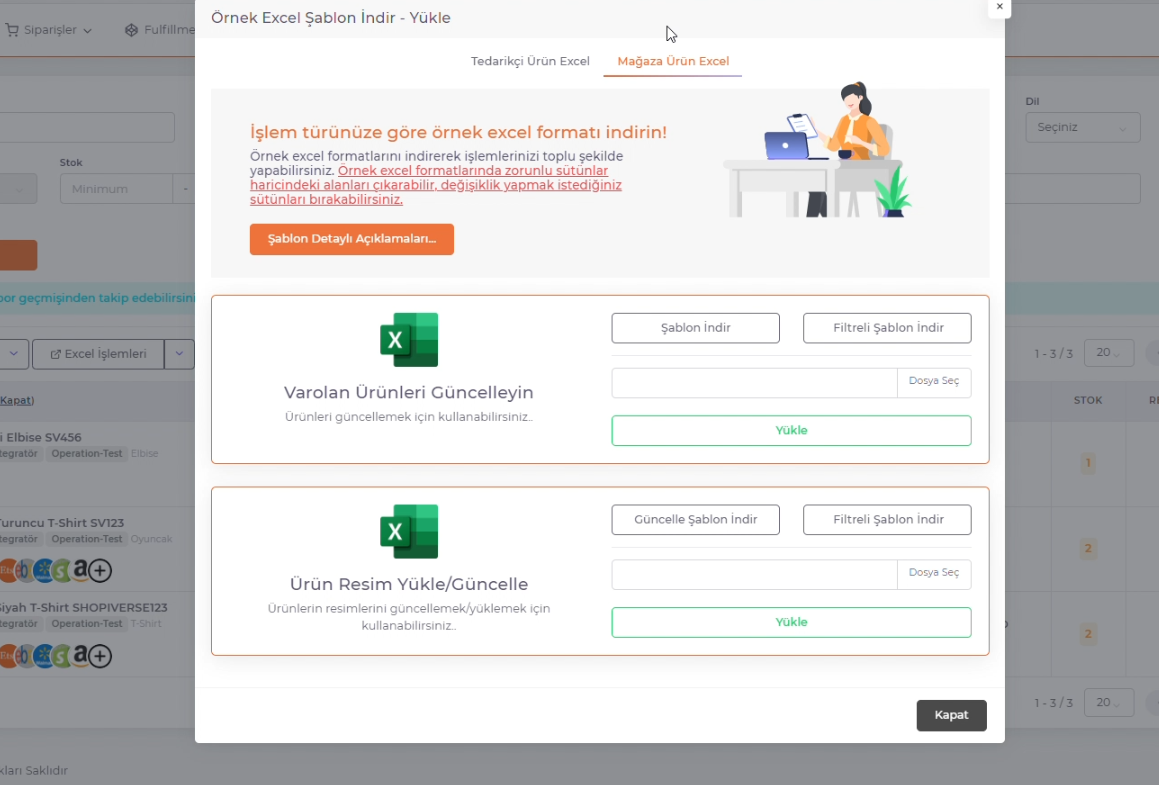 Örnek Excel Şablon İndir - Yükle
×
Siparişler
Fulfillme
Tedarikçi Ürün Excel
Mağaza Ürün Excel
Dil
Seçiniz
İşlem türünüze göre örnek excel formatı indirin!
Örnek excel formatlarını indirerek işlemlerinizi toplu şekilde
yapabilirsiniz. Örnek excel formatlarında zorunlu sütünlar
haricindeki alanları çıkarabilir, değişiklik yapmak istediğiniz
sütünları bırakabilirsiniz.
Stok
Minimum
-
Şablon Detaylı Açıklamaları...
por geçmişinden takip edebilirsini
Excel İşlemleri
X
Şablon İndir
Filtreli Şablon İndir
Varolan Ürünleri Güncelleyin
Dosya Seç
Ürünleri güncellemek için kullanabilirsiniz..
Yükle
1 - 3 / 3
20
Kapat)
STOK
RE
i Elbise SV456
tegratör Operation-Test Elbise
1
X
Güncelle Şablon İndir
Filtreli Şablon İndir
Ürün Resim Yükle/Güncelle
Dosya Seç
Ürünlerin resimlerini güncellemek/yüklemek için
kullanabilirsiniz..
Yükle
Turuncu T-Shirt SV123
tegratör Operation-Test Oyuncak
2
Siyah T-Shirt SHOPIVERSE123
tegratör Operation-Test T-Shirt
2
1 - 3 / 3
20
Kapat
kları Saklıdır